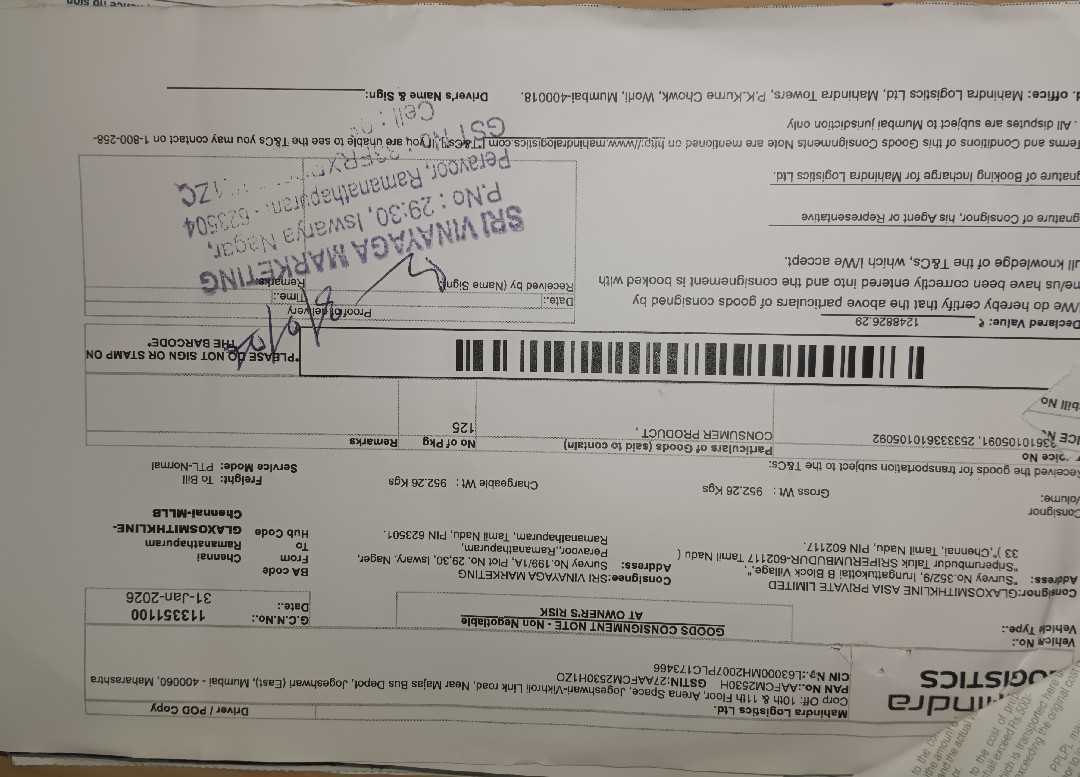 Driver / POD Copy
LOGISTICS
Mahindra Logistics Ltd.
Corp Off: 10th & 11th Floor, Arena Space, Jogeshwari-Vikhroli Link road, Near Majas Bus Depot, Jogeshwari (East), Mumbai - 400060, Maharashtra
PAN No.:AAFCM2530H GSTIN:27AAFCM2530H1ZO
CIN No.:L63000MH2007PLC173466
Vehicle No.:
Vehicle Type.:
GOODS CONSIGNMENT NOTE - Non Negotiable
AT OWNER'S RISK
G.C.N.No.: 113351100
Date.: 31-Jan-2026
Consignor:GLAXOSMITHKLINE ASIA PRIVATE LIMITED
Address: "Survey No.352/9, Irungattukottai B Block Village,",
"Sriperumbudur Taluk SRIPERUMBUDUR-602117 Tamil Nadu (
33 )",Chennai, Tamil Nadu, PIN 602117.
Consignee:SRI VINAYAGA MARKETING
Address: Survey No.199/1A, Plot No.29,30, Iswary, Nager,
Peravoor,,Ramanathapuram,
Ramanathapuram, Tamil Nadu, PIN 623501.
BA code
From Chennai
To Ramanathapuram
Hub Code GLAXOSMITHKLINE-
Chennai-MLLB
Consignor
Volume:
Gross Wt : 952.26 Kgs
Chargeable Wt : 952.26 Kgs
Freight: To Bill
Service Mode: PTL-Normal
Received the goods for transportation subject to the T&Cs:
Particulars of Goods (said to contain)
No of Pkg
Remarks
33610105091, 25333361010509​2
CONSUMER PRODUCT ,
125
*PLEASE DO NOT SIGN OR STAMP ON
THE BARCODE*
Declared Value: ₹ 1248826.29
I/We do hereby certify that the above particulars of goods consigned by
me/us have been correctly entered into and the consignement is booked with
full knowledge of the T&Cs, which I/We accept.
Proof of delivery
Date.:
Time.:
Received by (Name Sign)
Remarks:
SRI VINAYAGA MARKETING
P.No : 29:30, Iswarya Nagar,
Peravoor, Ramanathapuram - 623504
GST No
Cell :
Signature of Consignor, his Agent or Representative
Signature of Booking Incharge for Mahindra Logistics Ltd.
Terms and Conditions of this Goods Consignments Note are mentioned on http://www.mahindralogistics.com [T&Cs]. If you are unable to see the T&Cs you may contact on 1-800-258-
. All disputes are subject to Mumbai jurisdiction only
d. office: Mahindra Logistics Ltd, Mahindra Towers, P.K.Kurne Chowk, Worli, Mumbai-400018.
Driver's Name & Sign: